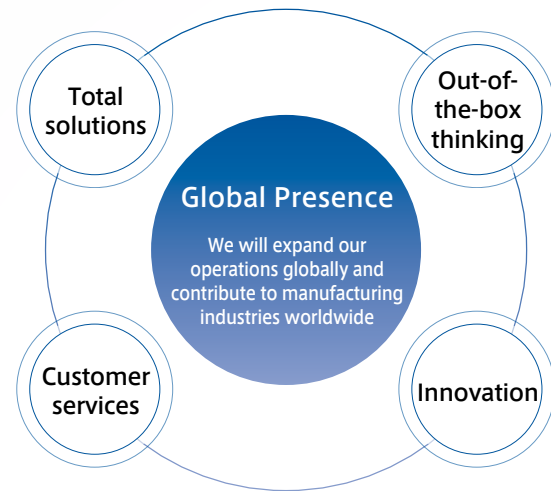 Total
solutions
Out-of-
the-box
thinking
Global Presence
We will expand our
operations globally and
contribute to manufacturing
industries worldwide
Customer
services
Innovation